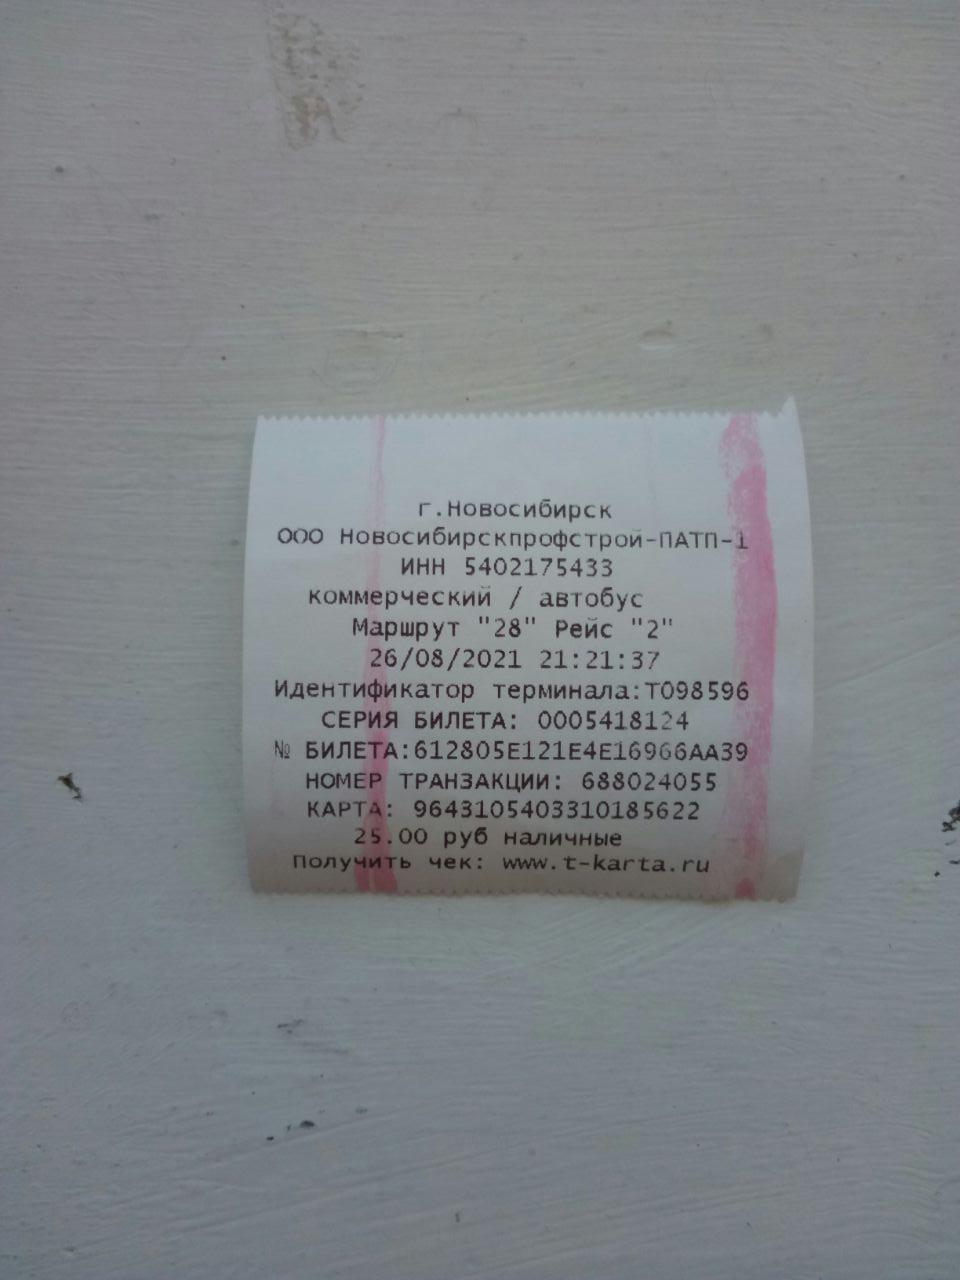 г.Новосибирск
ООО Новосибирскпрофстрой-ПАТП-1
ИНН 5402175433
коммерческий / автобус
Маршрут "28" Рейс "2"
26/08/2021 21:21:37
Идентификатор терминала:T098596
СЕРИЯ БИЛЕТА: 0005418124
№ БИЛЕТА:612805E121E4E16966AA39
НОМЕР ТРАНЗАКЦИИ: 688024055
КАРТА: 9643105403310185622
25.00 руб наличные
Получить чек: www.t-karta.ru